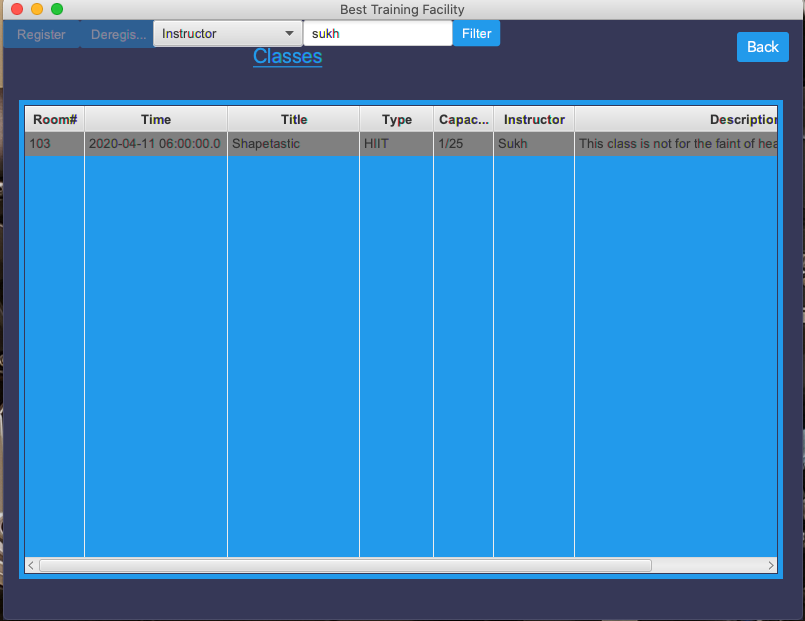 Best Training Facility
Register Deregis... Instructor sukh Filter Back
Classes
Room# Time Title Type Capac... Instructor Description
103 2020-04-11 06:00:00.0 Shapetastic HIIT 1/25 Sukh This class is not for the faint of hea